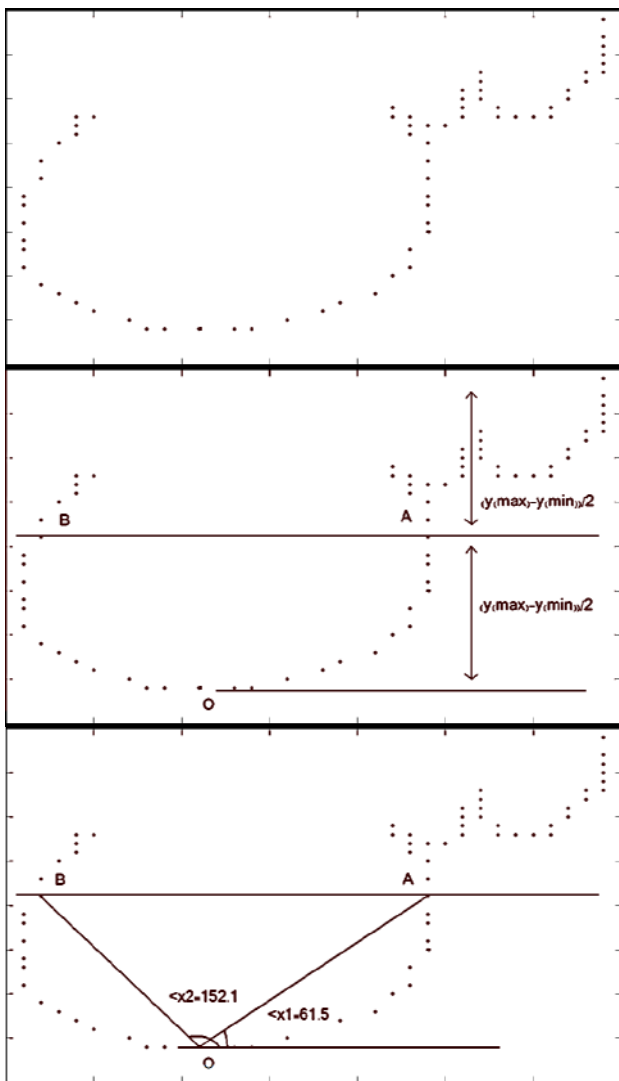 (y(max)-y(min))/2
B
A
(y(max)-y(min))/2
O
B
A
<x2=152.1
<x1=61.5
O